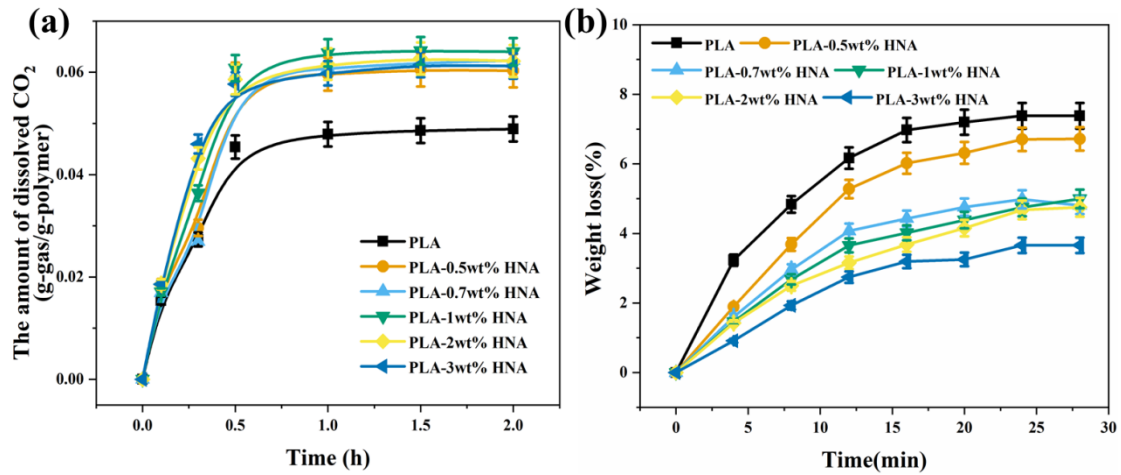 (a)
The amount of dissolved CO₂
(g-gas/g-polymer)
0.06
0.04
0.02
0.00
PLA
PLA-0.5wt% HNA
PLA-0.7wt% HNA
PLA-1wt% HNA
PLA-2wt% HNA
PLA-3wt% HNA
0.0 0.5 1.0 1.5 2.0
Time (h)
(b)
Weight loss(%)
10
8
6
4
2
0
PLA PLA-0.5wt% HNA
PLA-0.7wt% HNA PLA-1wt% HNA
PLA-2wt% HNA PLA-3wt% HNA
0 5 10 15 20 25 30
Time(min)